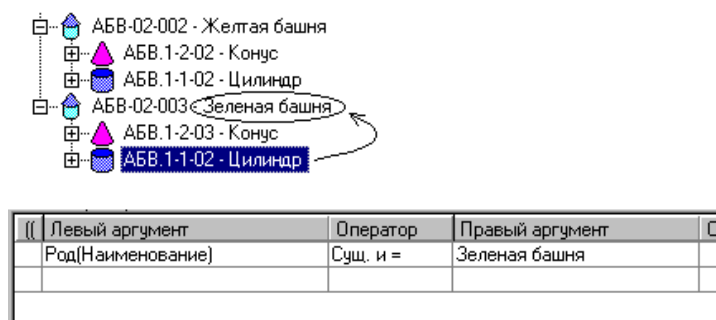 АБВ-02-002 - Желтая башня
АБВ.1-2-02 - Конус
АБВ.1-1-02 - Цилиндр
АБВ-02-003 - Зеленая башня
АБВ.1-2-03 - Конус
АБВ.1-1-02 - Цилиндр
(( Левый аргумент Оператор Правый аргумент
Род(Наименование) Сущ. и = Зеленая башня